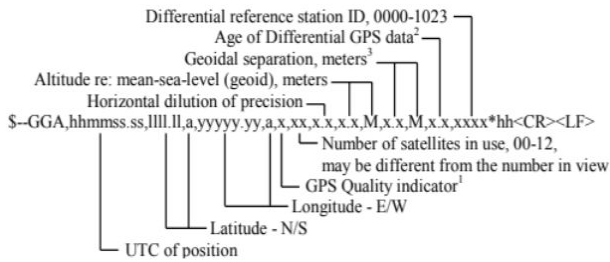 Differential reference station ID, 0000-1023
Age of Differential GPS data²
Geoidal separation, meters³
Altitude re: mean-sea-level (geoid), meters
Horizontal dilution of precision
$--GGA,hhmmss.ss,llll.ll,a,yyyyy.yy,a,x,xx,x.x,x.x,M,x.x,M,x.x,xxxx*hh<CR><LF>
Number of satellites in use, 00-12,
may be different from the number in view
GPS Quality indicator¹
Longitude - E/W
Latitude - N/S
UTC of position